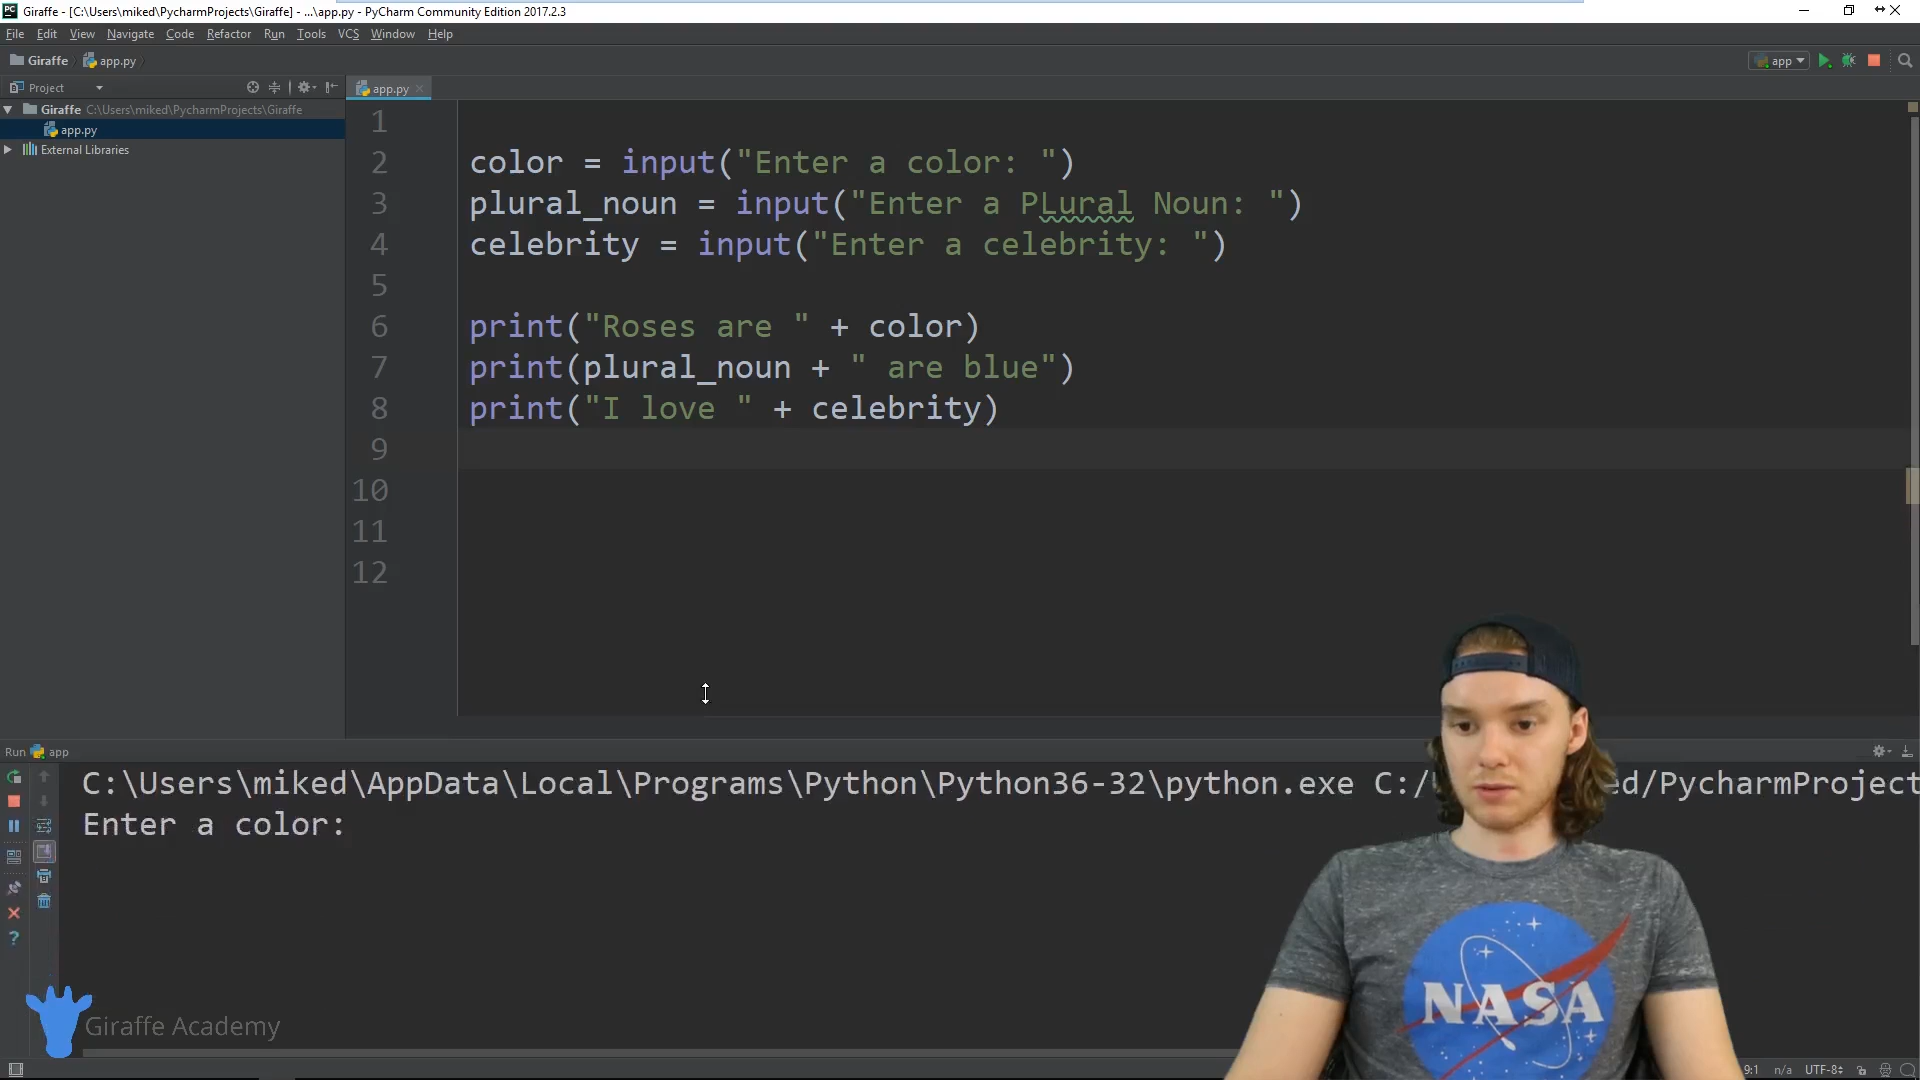 Giraffe - [C:\Users\miked\PycharmProjects\Giraffe] - ...\app.py - PyCharm Community Edition 2017.2.3
File Edit View Navigate Code Refactor Run Tools VCS Window Help
Giraffe app.py app
Project
app.py
Giraffe C:\Users\miked\PycharmProjects\Giraffe
app.py
External Libraries
1
2 color = input("Enter a color: ")
3 plural_noun = input("Enter a PLural Noun: ")
4 celebrity = input("Enter a celebrity: ")
5
6 print("Roses are " + color)
7 print(plural_noun + " are blue")
8 print("I love " + celebrity)
9
10
11
12
Run app
C:\Users\miked\AppData\Local\Programs\Python\Python36-32\python.exe C:/ ed/PycharmProject
Enter a color:
NASA
Giraffe Academy
9:1 n/a UTF-8